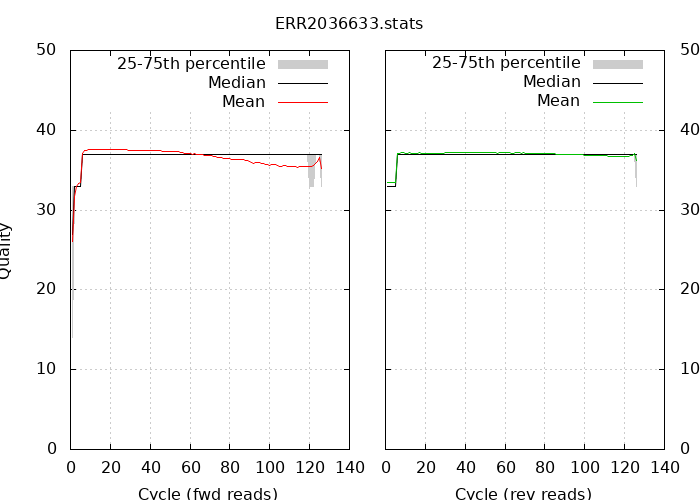 ERR2036633.stats
50
40
30
20
10
0
Quality
25-75th percentile
Median
Mean
0 20 40 60 80 100 120 140
Cycle (fwd reads)
25-75th percentile
Median
Mean
50
40
30
20
10
0
0 20 40 60 80 100 120 140
Cycle (rev reads)